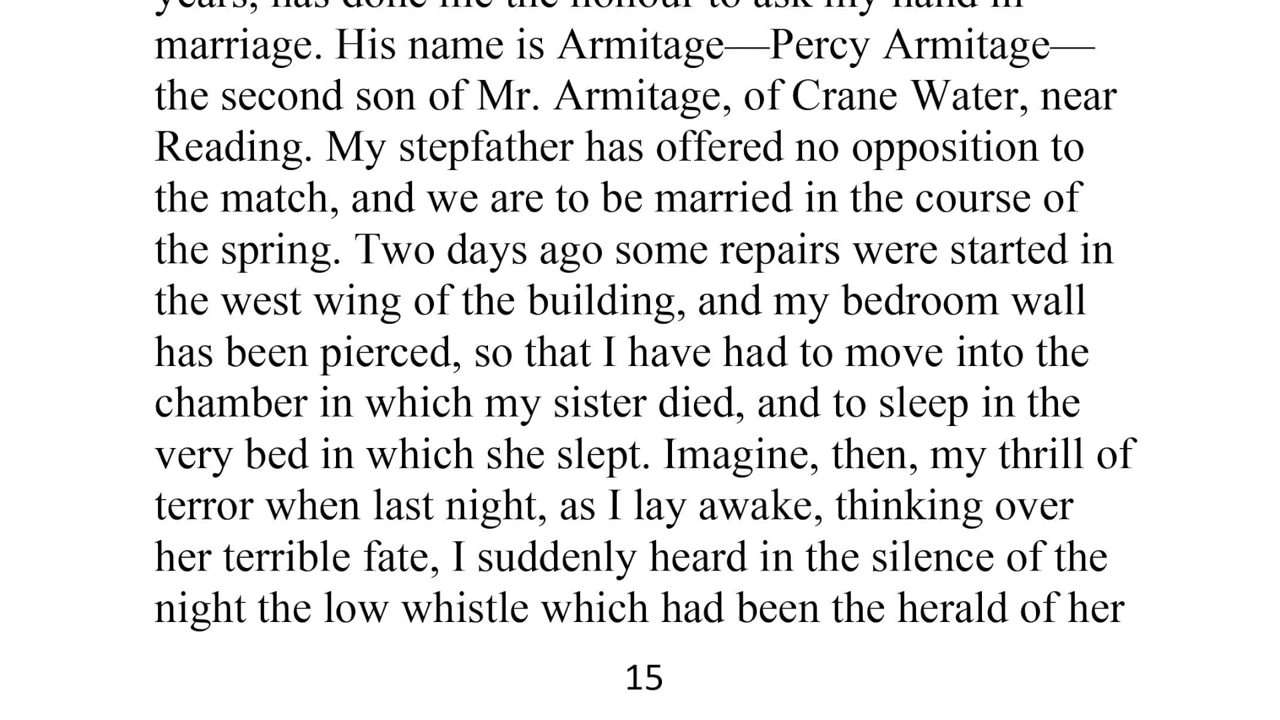 years, has done me the honour to ask my hand in
marriage. His name is Armitage—Percy Armitage—
the second son of Mr. Armitage, of Crane Water, near
Reading. My stepfather has offered no opposition to
the match, and we are to be married in the course of
the spring. Two days ago some repairs were started in
the west wing of the building, and my bedroom wall
has been pierced, so that I have had to move into the
chamber in which my sister died, and to sleep in the
very bed in which she slept. Imagine, then, my thrill of
terror when last night, as I lay awake, thinking over
her terrible fate, I suddenly heard in the silence of the
night the low whistle which had been the herald of her
15